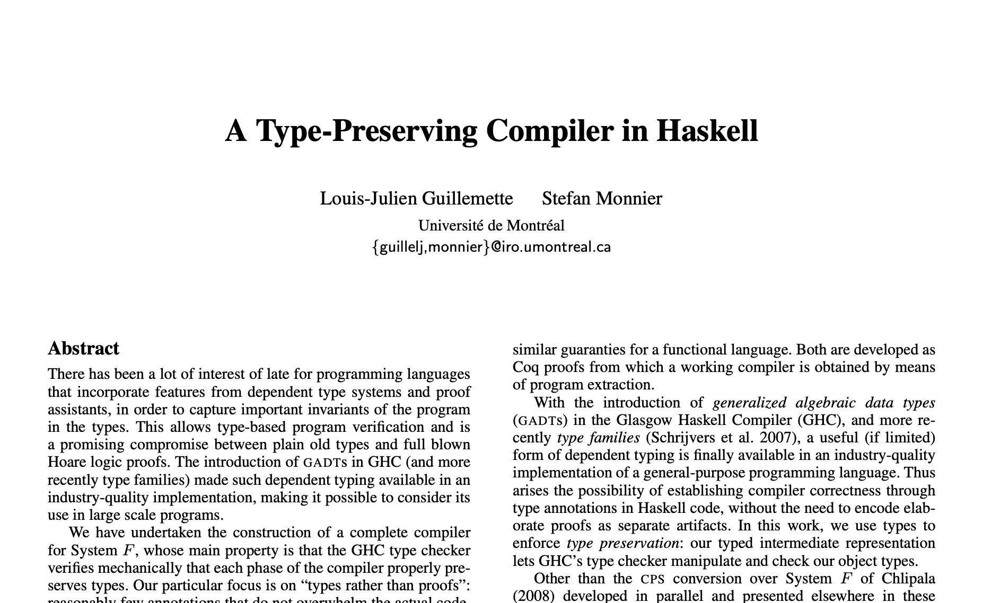 A Type-Preserving Compiler in Haskell
Louis-Julien Guillemette Stefan Monnier
Université de Montréal
{guillelj,monnier}@iro.umontreal.ca
Abstract
There has been a lot of interest of late for programming languages
that incorporate features from dependent type systems and proof
assistants, in order to capture important invariants of the program
in the types. This allows type-based program verification and is
a promising compromise between plain old types and full blown
Hoare logic proofs. The introduction of GADTs in GHC (and more
recently type families) made such dependent typing available in an
industry-quality implementation, making it possible to consider its
use in large scale programs.
We have undertaken the construction of a complete compiler
for System F, whose main property is that the GHC type checker
verifies mechanically that each phase of the compiler properly pre-
serves types. Our particular focus is on “types rather than proofs”:
reasonably few annotations that do not overwhelm the actual code.
similar guaranties for a functional language. Both are developed as
Coq proofs from which a working compiler is obtained by means
of program extraction.
With the introduction of generalized algebraic data types
(GADTs) in the Glasgow Haskell Compiler (GHC), and more re-
cently type families (Schrijvers et al. 2007), a useful (if limited)
form of dependent typing is finally available in an industry-quality
implementation of a general-purpose programming language. Thus
arises the possibility of establishing compiler correctness through
type annotations in Haskell code, without the need to encode elab-
orate proofs as separate artifacts. In this work, we use types to
enforce type preservation: our typed intermediate representation
lets GHC’s type checker manipulate and check our object types.
Other than the CPS conversion over System F of Chlipala
(2008) developed in parallel and presented elsewhere in these